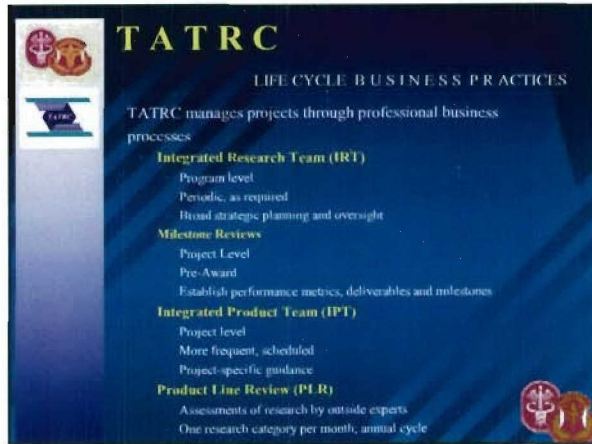 TATRC
LIFE CYCLE BUSINESS PRACTICES
TATRC
TATRC manages projects through professional business
processes
Integrated Research Team (IRT)
Program level
Periodic, as required
Broad strategic planning and oversight
Milestone Reviews
Project Level
Pre-Award
Establish performance metrics, deliverables and milestones
Integrated Product Team (IPT)
Project level
More frequent, scheduled
Project-specific guidance
Product Line Review (PLR)
Assessments of research by outside experts
One research category per month, annual cycle